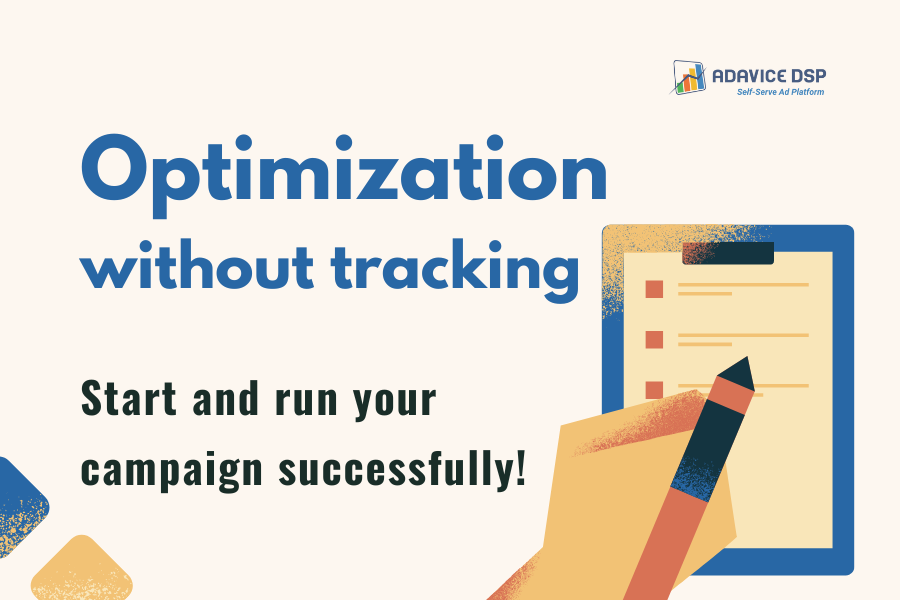 ADAVICE DSP
Self-Serve Ad Platform
Optimization
without tracking
Start and run your
campaign successfully!